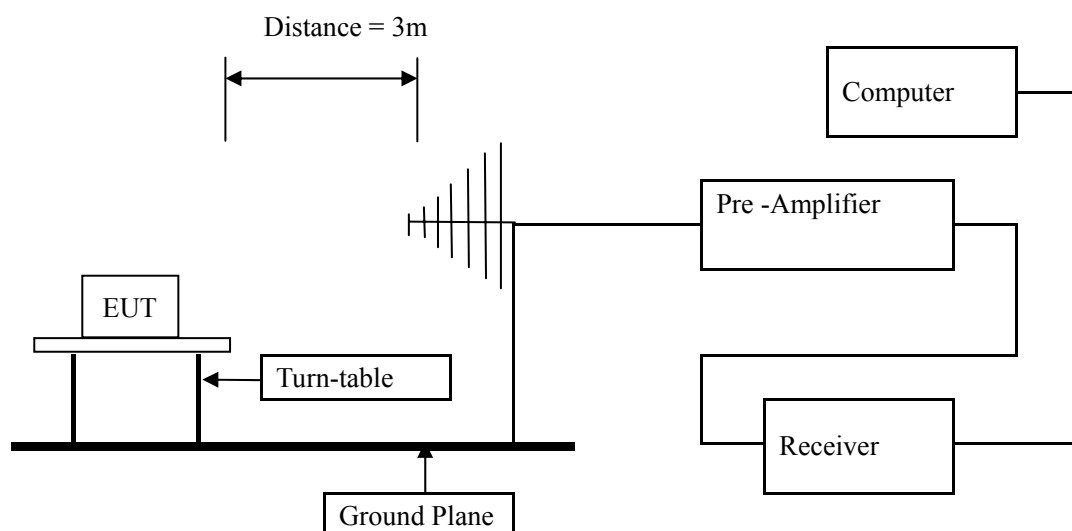 Distance = 3m
Computer
Pre -Amplifier
EUT
Turn-table
Receiver
Ground Plane